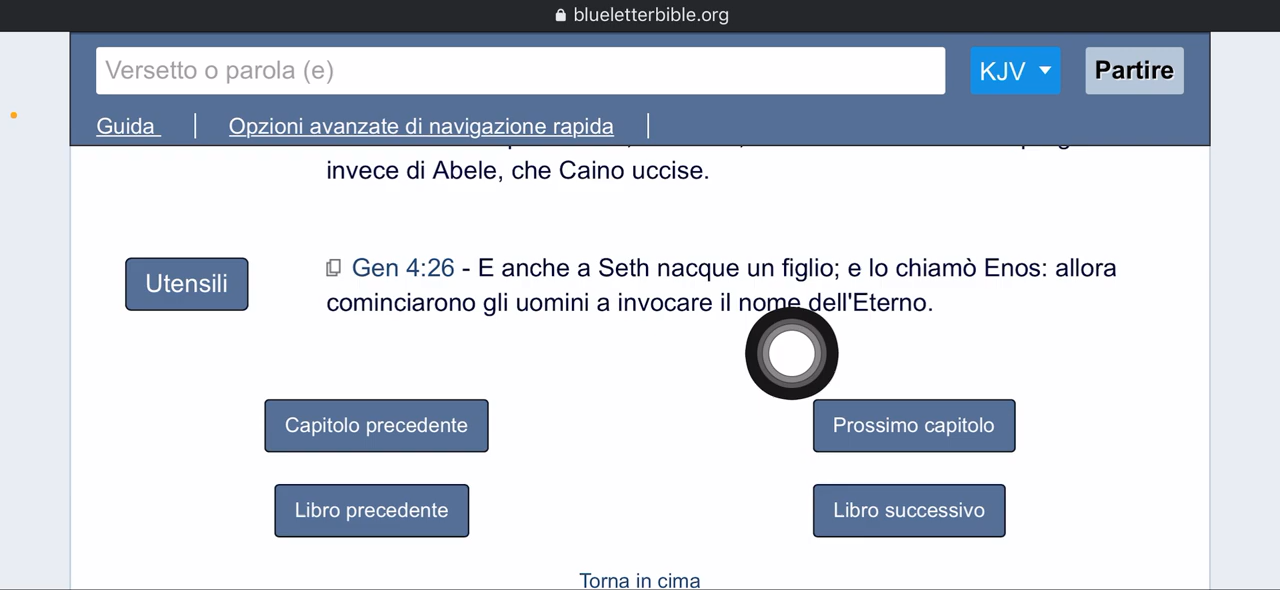 blueletterbible.org
Versetto o parola (e)
KJV
Partire
Guida
Opzioni avanzate di navigazione rapida
invece di Abele, che Caino uccise.
Utensili
Gen 4:26 - E anche a Seth nacque un figlio; e lo chiamò Enos: allora
cominciarono gli uomini a invocare il nome dell'Eterno.
Capitolo precedente
Prossimo capitolo
Libro precedente
Libro successivo
Torna in cima